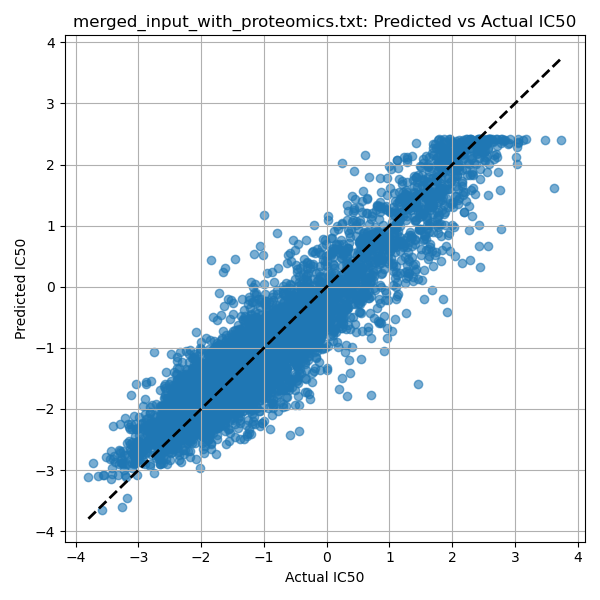 merged_input_with_proteomics.txt: Predicted vs Actual IC50
4
3
2
1
0
−1
−2
−3
−4
Predicted IC50
−4 −3 −2 −1 0 1 2 3 4
Actual IC50